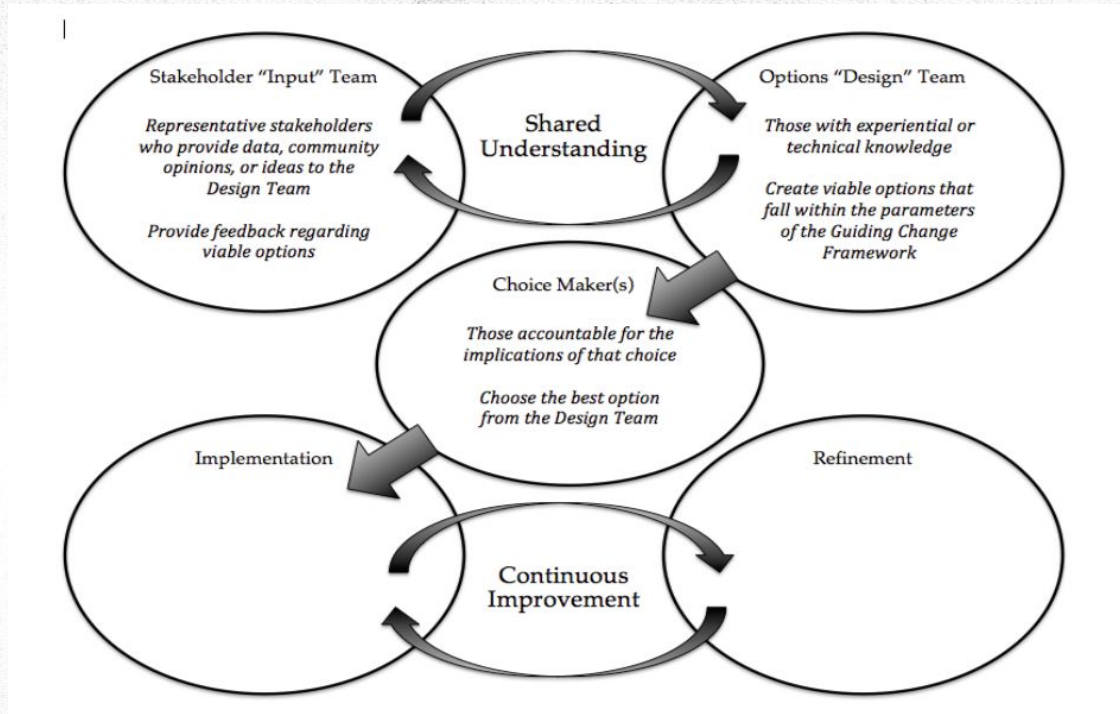 Stakeholder “Input” Team
Representative stakeholders
who provide data, community
opinions, or ideas to the
Design Team
Provide feedback regarding
viable options
Shared
Understanding
Options “Design” Team
Those with experiential or
technical knowledge
Create viable options that
fall within the parameters
of the Guiding Change
Framework
Choice Maker(s)
Those accountable for the
implications of that choice
Choose the best option
from the Design Team
Implementation
Refinement
Continuous
Improvement